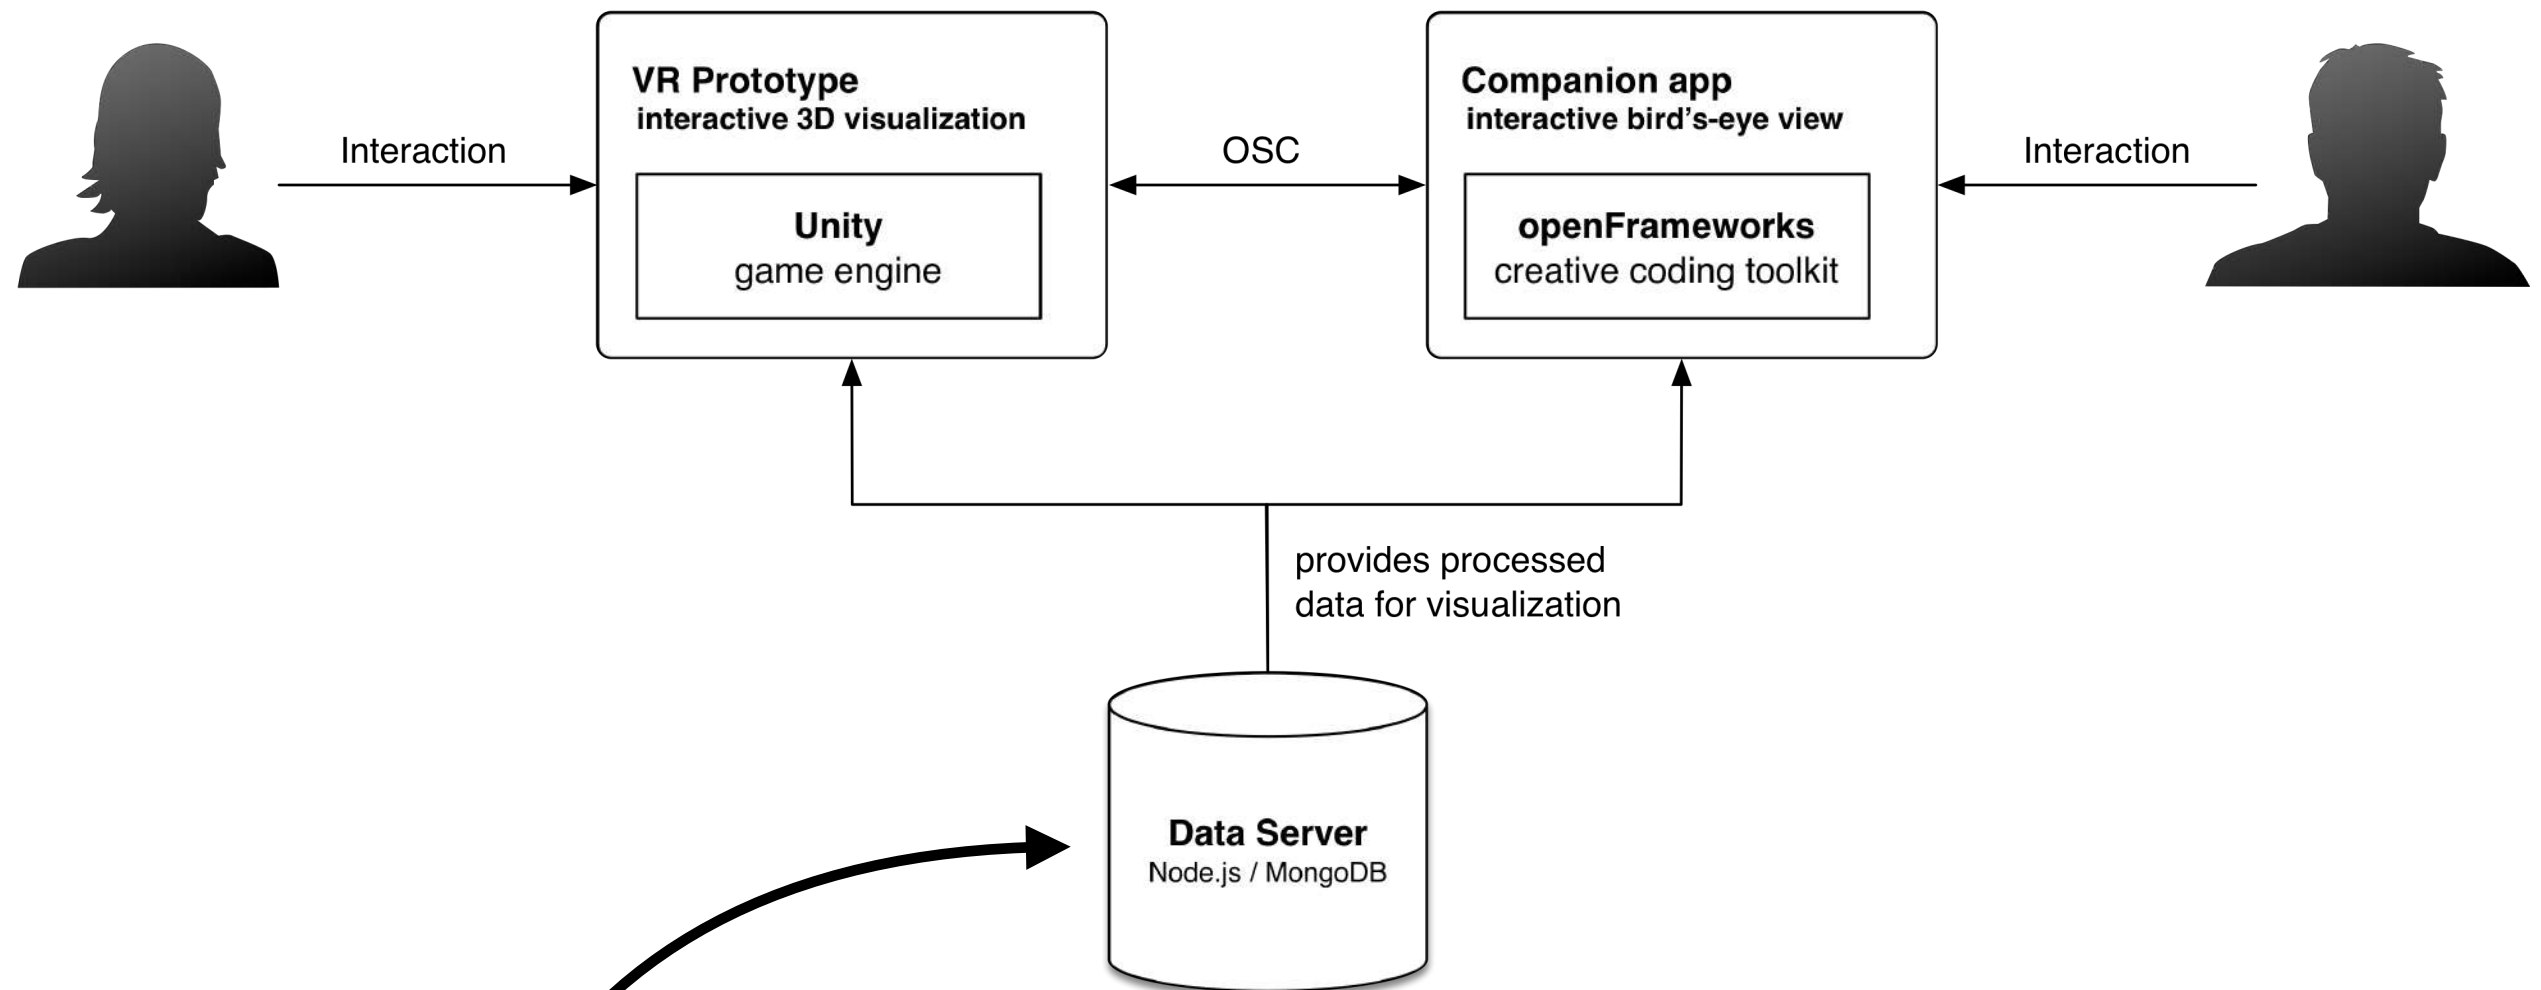 VR Prototype
interactive 3D visualization
Unity
game engine
Companion app
interactive bird's-eye view
openFrameworks
creative coding toolkit
Interaction
OSC
Interaction
provides processed
data for visualization
Data Server
Node.js / MongoDB